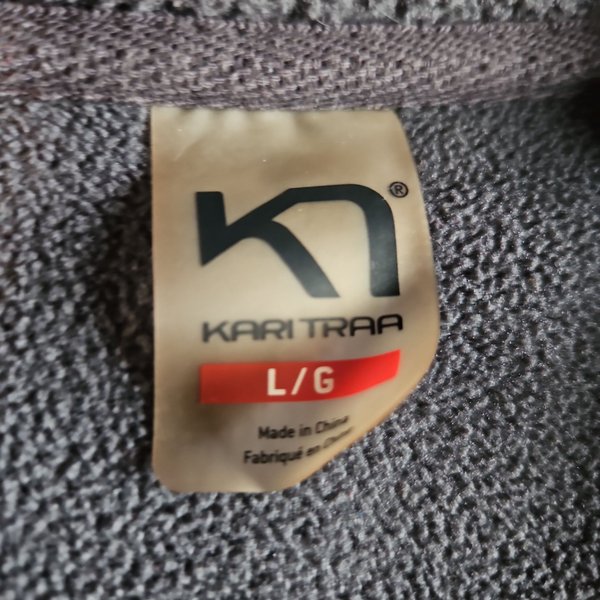 ®
KARI TRAA
L/G
Made in China
Fabriqué en Chine